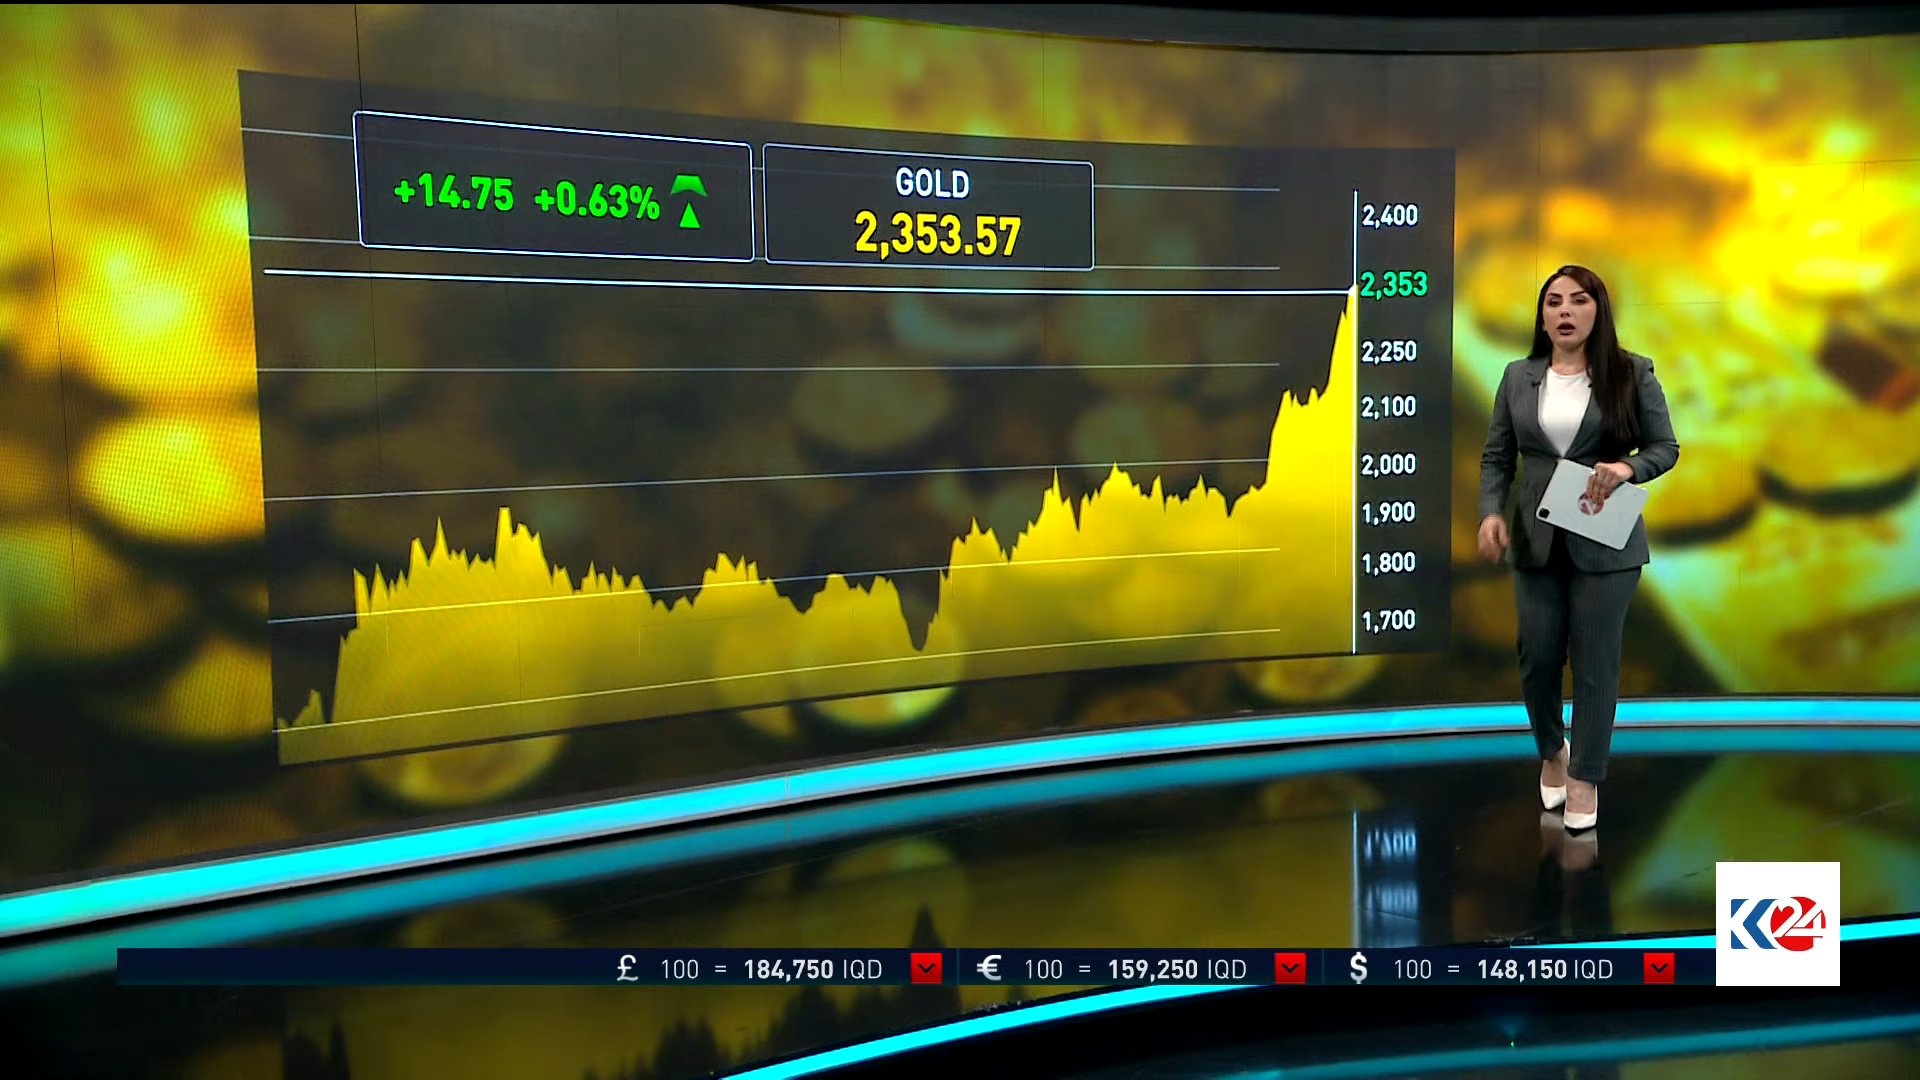 +14.75 +0.63%
GOLD
2,353.57
2,400
2,353
2,250
2,100
2,000
1,900
1,800
1,700
£ 100 = 184,750 IQD
€ 100 = 159,250 IQD
$ 100 = 148,150 IQD
K24